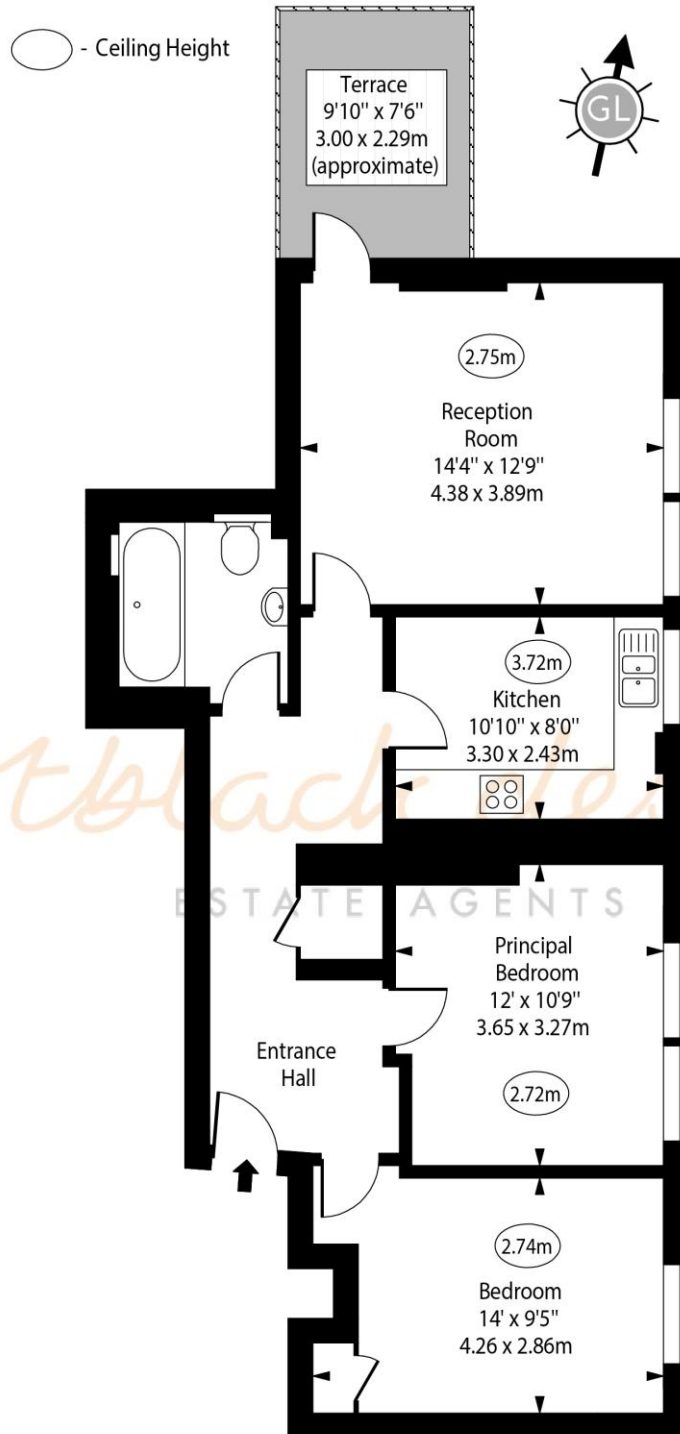 - Ceiling Height
Terrace
9'10" x 7'6"
3.00 x 2.29m
(approximate)
GL
2.75m
Reception
Room
14'4" x 12'9"
4.38 x 3.89m
3.72m
Kitchen
10'10" x 8'0"
3.30 x 2.43m
tblack de
ESTATE AGENTS
Principal
Bedroom
12' x 10'9"
3.65 x 3.27m
2.72m
Entrance
Hall
2.74m
Bedroom
14' x 9'5"
4.26 x 2.86m